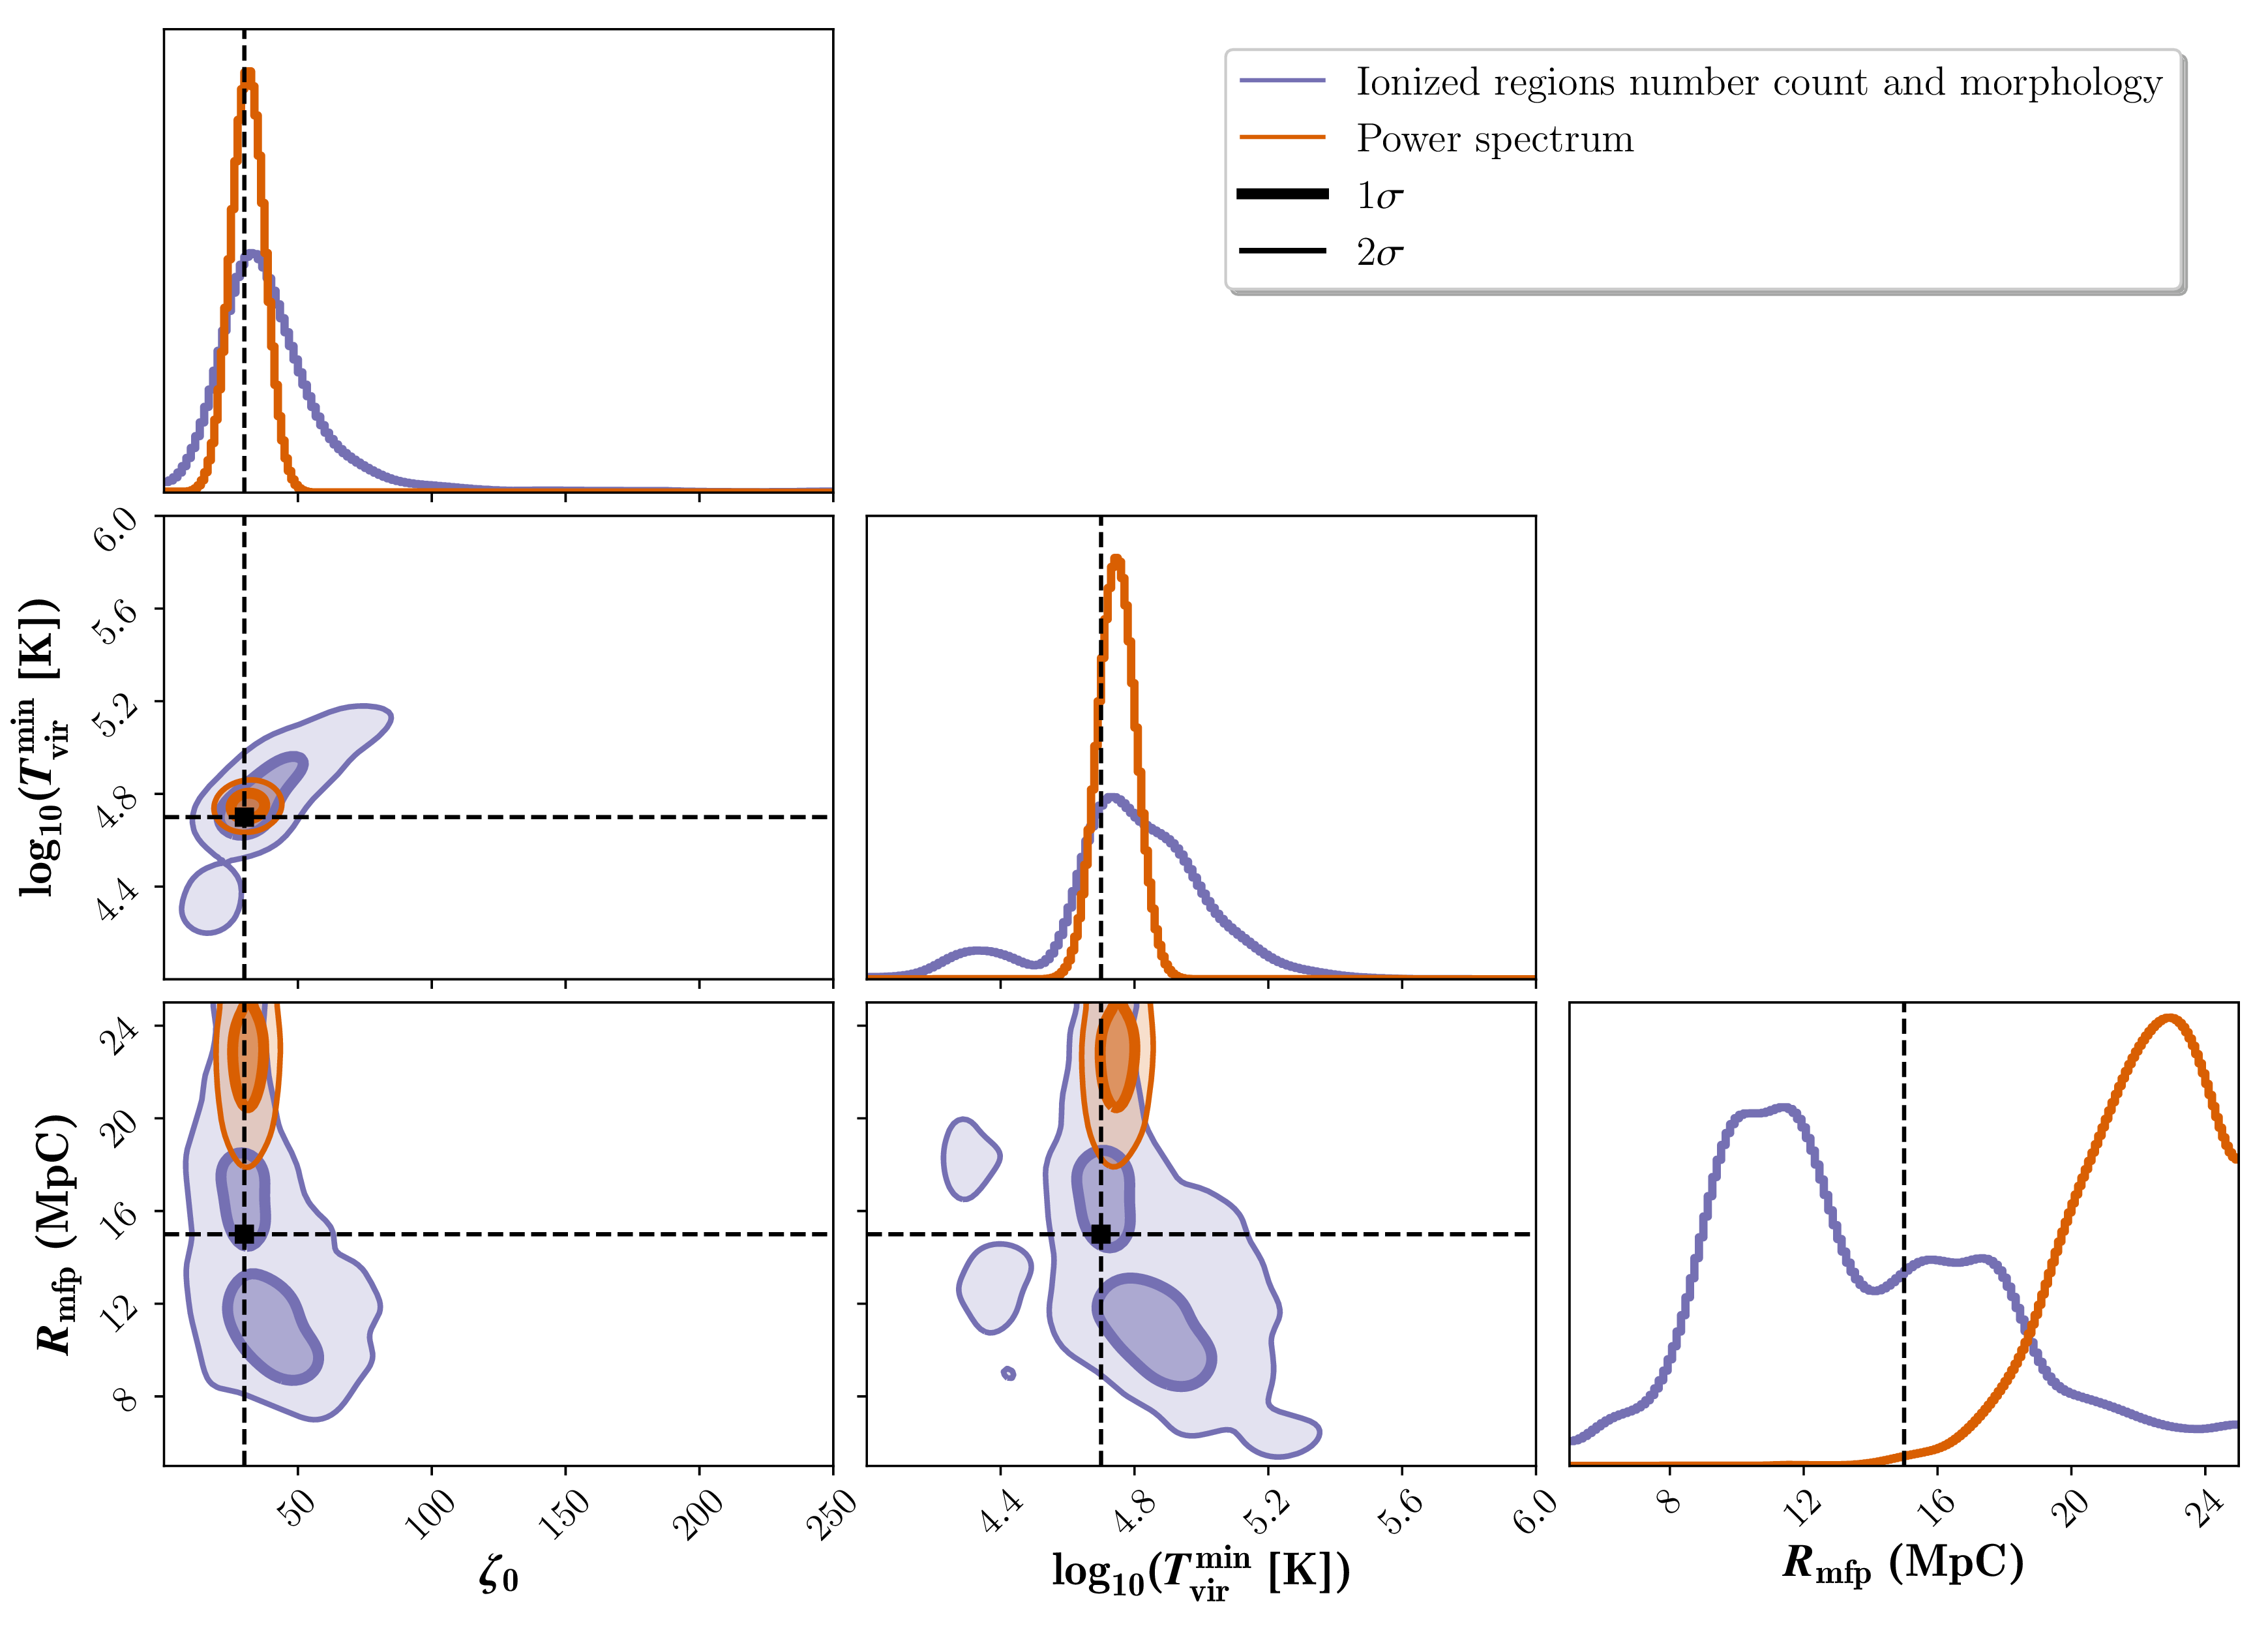 Ionized regions number count and morphology
Power spectrum
1σ
2σ
6.0
5.6
5.2
4.8
4.4
log₁₀(T_vir^min [K])
24
20
16
12
8
R_mfp (MpC)
50 100 150 200 250
ζ₀
4.4 4.8 5.2 5.6 6.0
log₁₀(T_vir^min [K])
8 12 16 20 24
R_mfp (MpC)